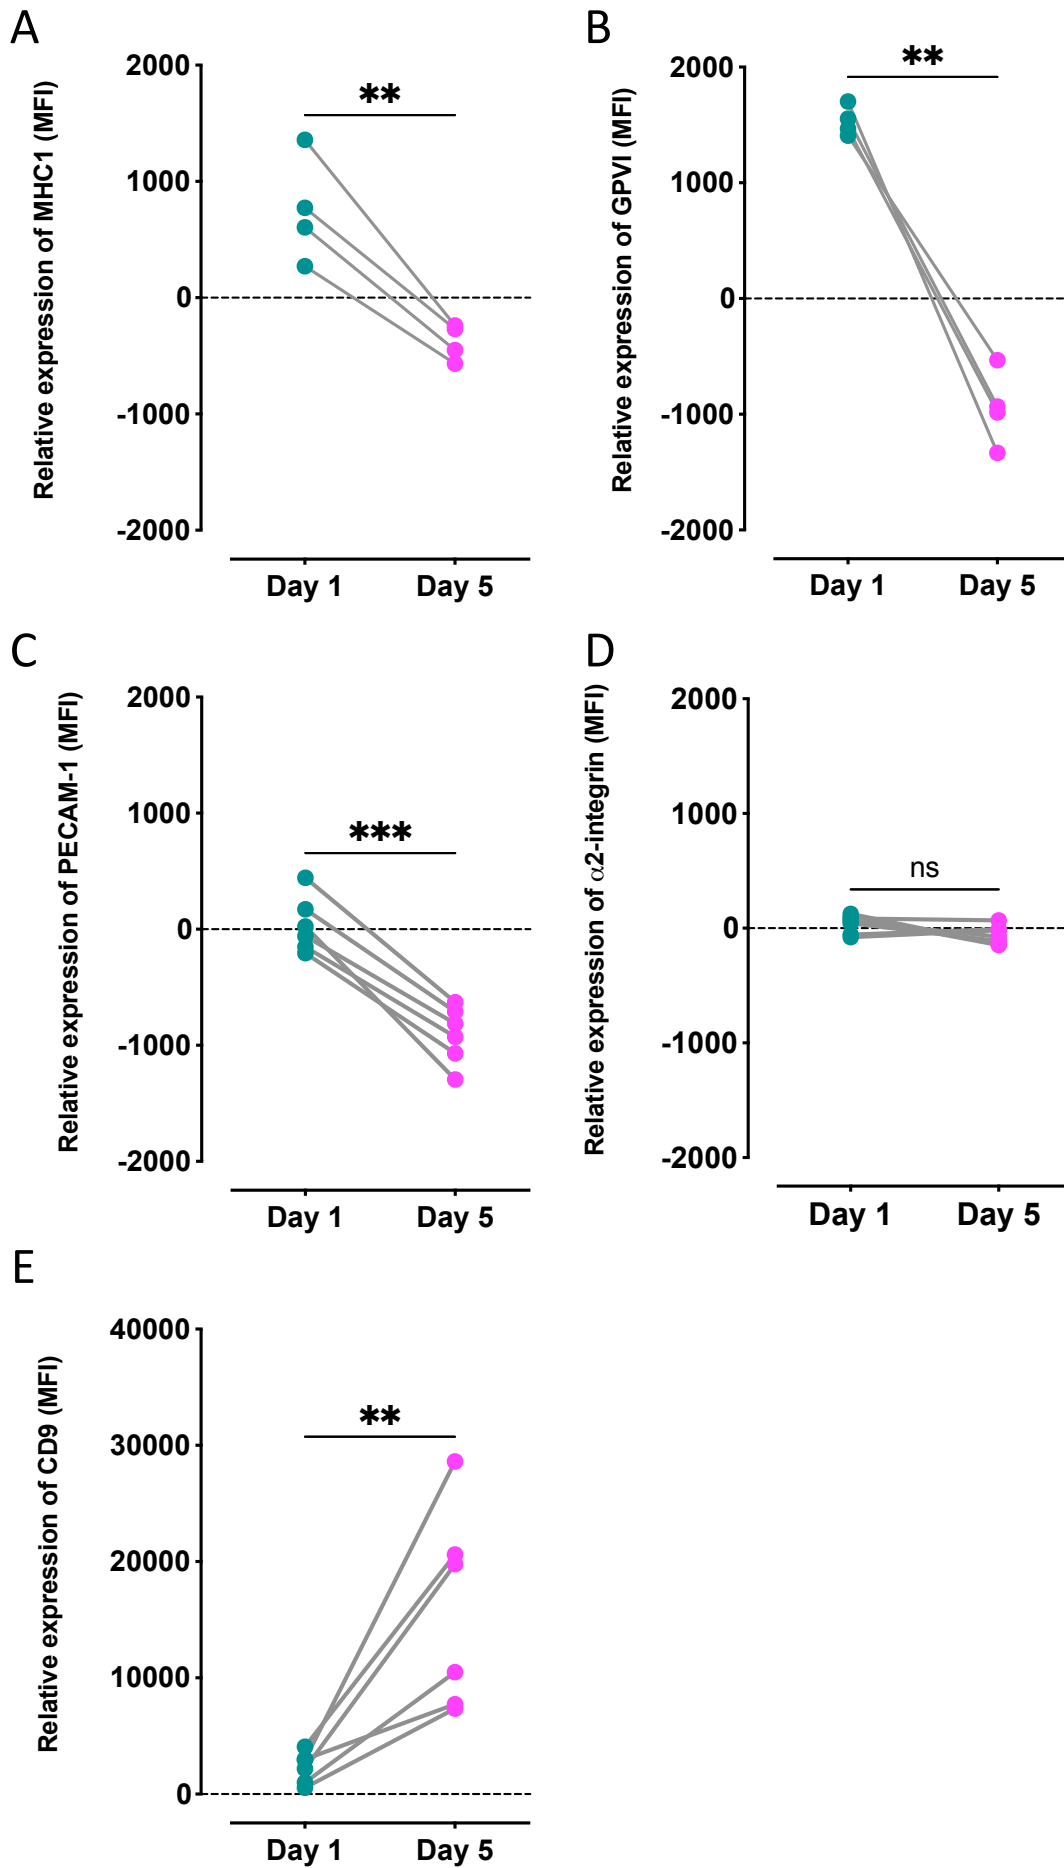 A
Relative expression of MHC1 (MFI)
2000
1000
0
-1000
-2000
**
Day 1 Day 5
B
Relative expression of GPVI (MFI)
2000
1000
0
-1000
-2000
**
Day 1 Day 5
C
Relative expression of PECAM-1 (MFI)
2000
1000
0
-1000
-2000
***
Day 1 Day 5
D
Relative expression of α2-integrin (MFI)
2000
1000
0
-1000
-2000
ns
Day 1 Day 5
E
Relative expression of CD9 (MFI)
40000
30000
20000
10000
0
**
Day 1 Day 5